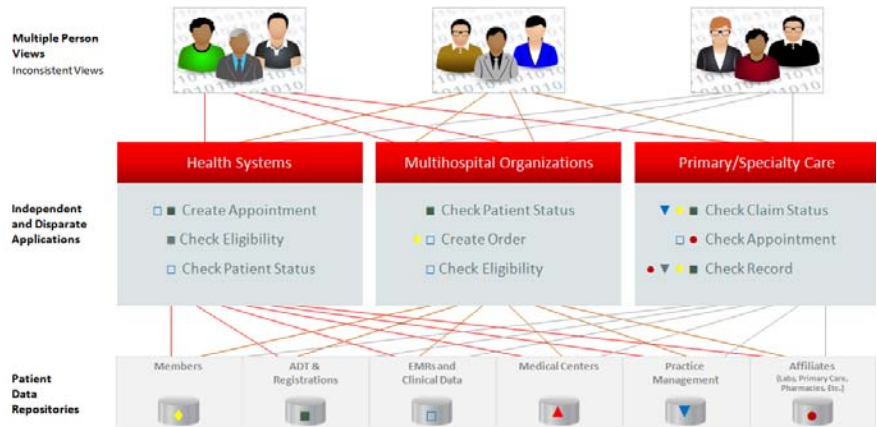 Multiple Person
Views
Inconsistent Views
Health Systems
Multihospital Organizations
Primary/Specialty Care
Independent
and Disparate
Applications
Create Appointment
Check Eligibility
Check Patient Status
Check Patient Status
Create Order
Check Eligibility
Check Claim Status
Check Appointment
Check Record
Patient
Data
Repositories
Members
ADT &
Registrations
EMRs and
Clinical Data
Medical Centers
Practice
Management
Affiliates
(Labs, Primary Care,
Pharmacies, Etc.)